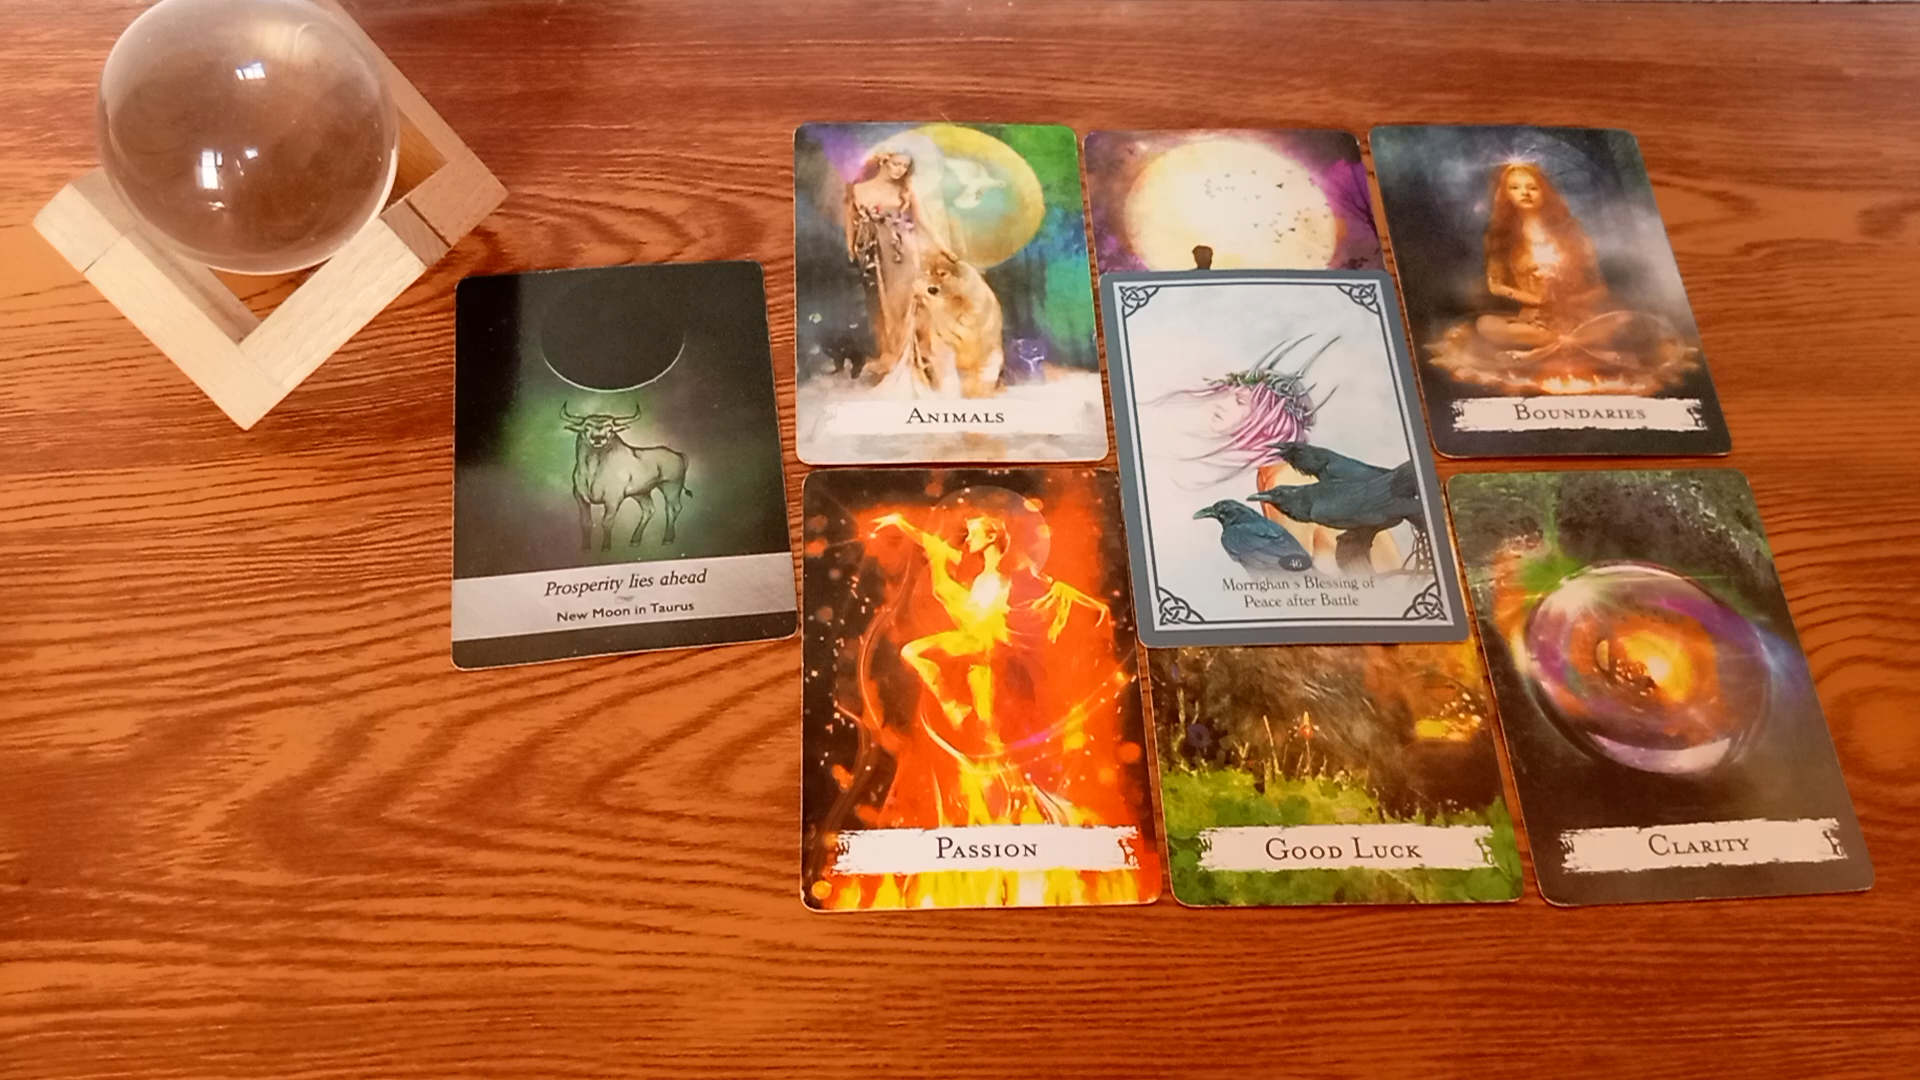 Prosperity lies ahead
New Moon in Taurus
ANIMALS
BOUNDARIES
46
Morrighan's Blessing of
Peace after Battle
PASSION
GOOD LUCK
CLARITY